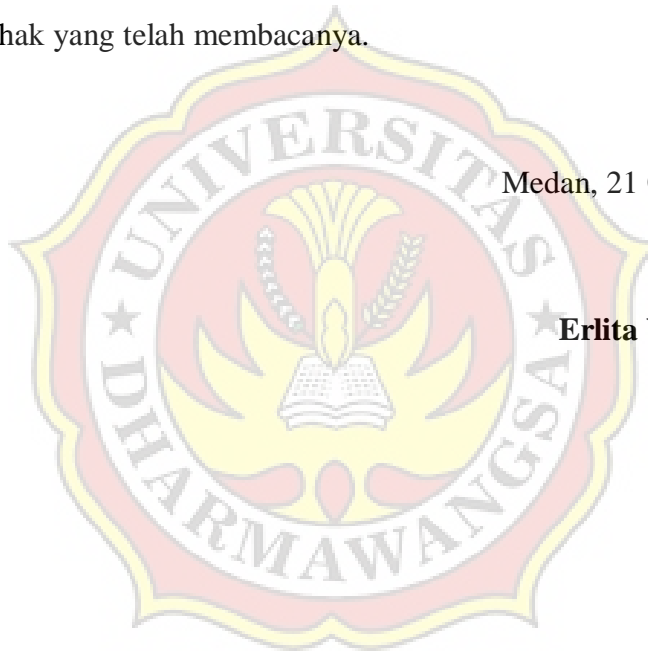 hak yang telah membacanya.
UNIVERSITAS
Medan, 21
Erlita
DHARMAWANGSA